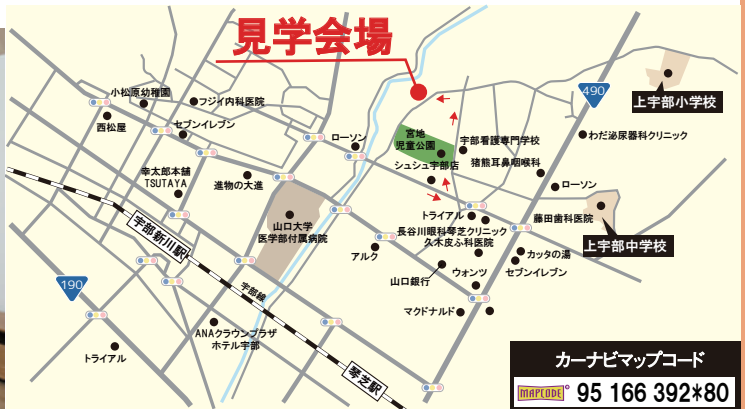 見学会場
490
小松原幼稚園
フジイ内科医院
上宇部小学校
西松屋
セブンイレブン
ローソン
宮地
児童公園
宇部看護専門学校
わだ泌尿器科クリニック
シュシュ宇部店
猪熊耳鼻咽喉科
幸太郎本舗
TSUTAYA
進物の大進
ローソン
トライアル
藤田歯科医院
山口大学
医学部付属病院
長谷川眼科琴芝クリニック
久木皮ふ科医院
上宇部中学校
宇部新川駅
アルク
カッタの湯
セブンイレブン
山口銀行
ウォンツ
190
宇部線
マクドナルド
ANAクラウンプラザ
ホテル宇部
トライアル
琴芝駅
カーナビマップコード
MAPCODE 95 166 392*80